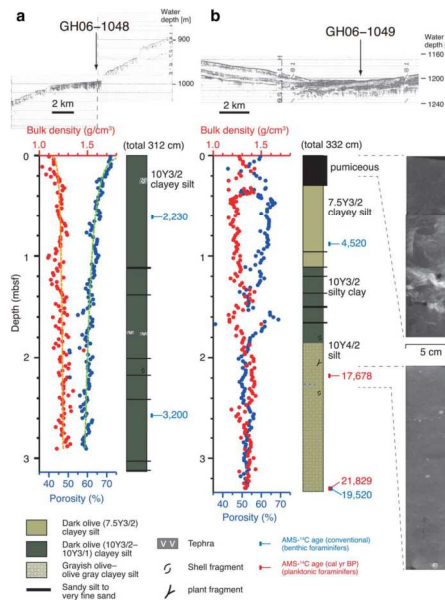 a
GH06–1048
Water
depth [m]
900
1000
2 km
b
GH06–1049
Water
depth [m]
1160
1200
1240
2 km
Bulk density (g/cm³)
1.0
1.5
(total 312 cm)
0
1
2
3
Depth (mbsf)
40 50 60 70
Porosity (%)
10Y3/2
clayey silt
2,230
3,200
Bulk density (g/cm³)
1.0
1.5
(total 332 cm)
pumiceous
7.5Y3/2
clayey silt
4,520
10Y3/2
silty clay
10Y4/2
silt
17,678
21,829
19,520
40 50 60 70
Porosity (%)
5 cm
Dark olive (7.5Y3/2)
clayey silt
Dark olive (10Y3/2–
10Y3/1) clayey silt
Grayish olive–
olive gray clayey silt
Sandy silt to
very fine sand
V V
Tephra
Shell fragment
plant fragment
AMS-¹⁴C age (conventional)
(benthic foraminifers)
AMS-¹⁴C age (cal yr BP)
(planktonic foraminifers)